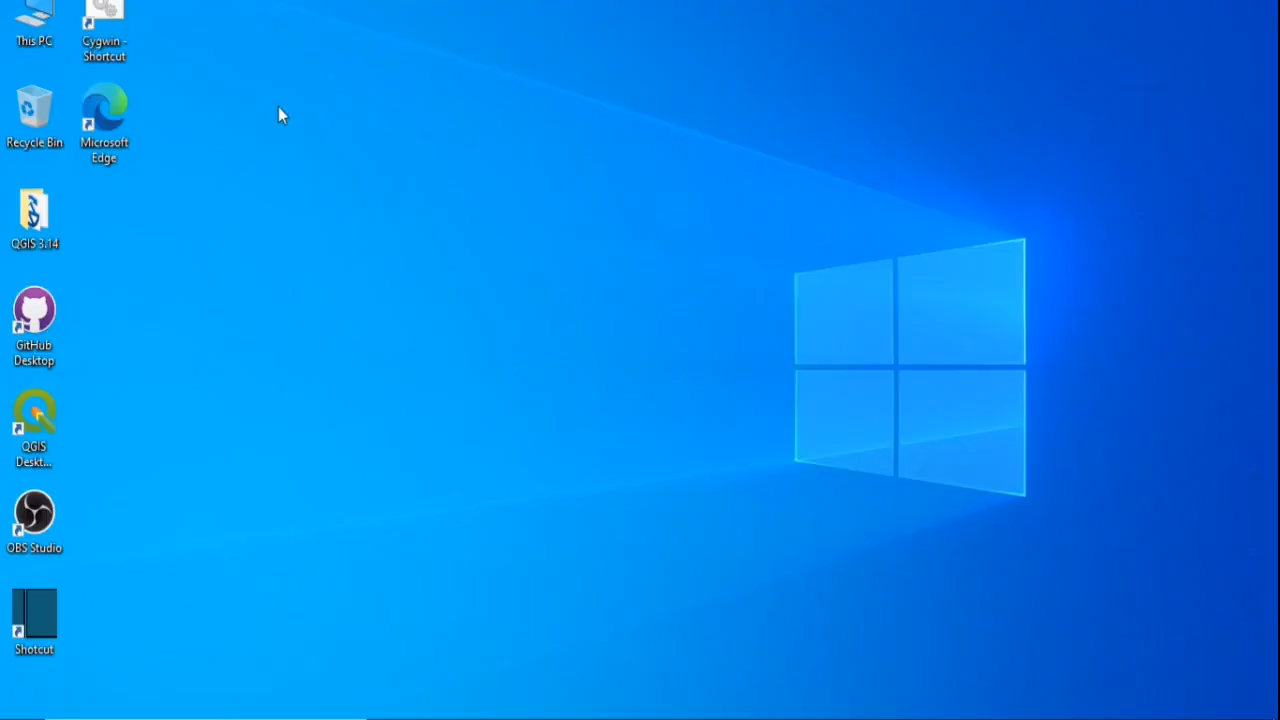 This PC
Cygwin -
Shortcut
Recycle Bin
Microsoft
Edge
QGIS 3.14
GitHub
Desktop
QGIS
Deskt...
OBS Studio
Shotcut